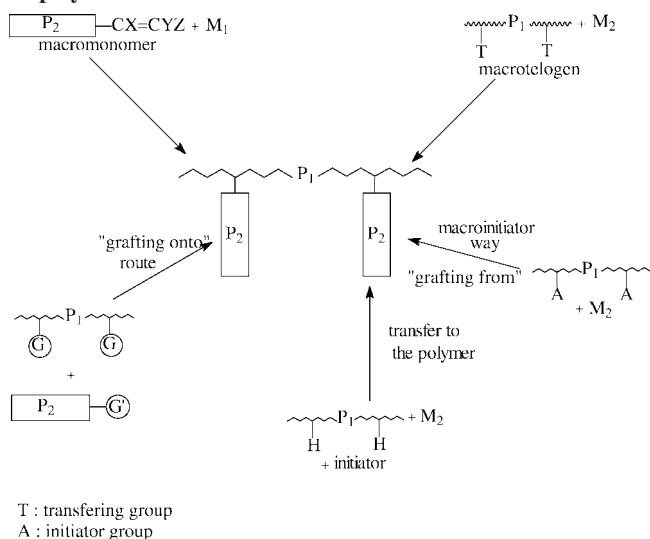 P2 —CX=CYZ + M1
macromonomer
P1 + M2
T T
macrotelogen
P1
P2 P2
"grafting onto"
route
macroinitiator
way
"grafting from"
P1
A A
+ M2
P1
G G
+
P2 G'
transfer to
the polymer
P1 + M2
H H
+ initiator
T : transfering group
A : initiator group